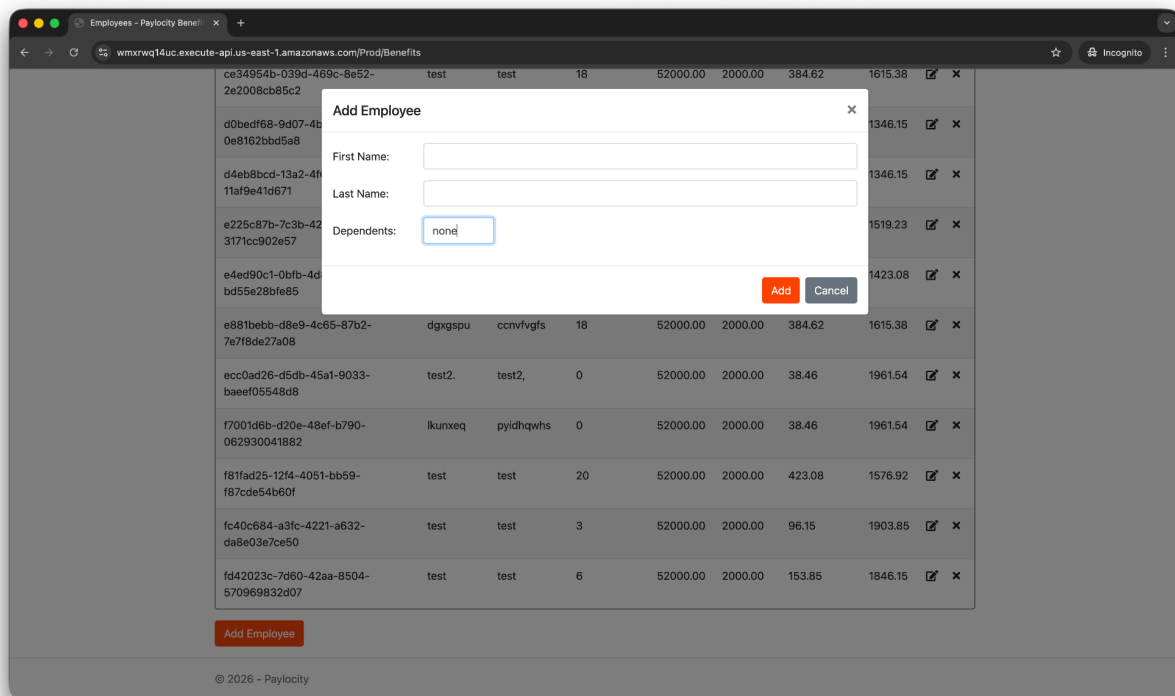 Employees - Paylocity Benefi
wmxrwq14uc.execute-api.us-east-1.amazonaws.com/Prod/Benefits
Incognito
ce34954b-039d-469c-8e52- test test 18 52000.00 2000.00 384.62 1615.38
2e2008cb85c2
Add Employee
d0bedf68-9d07-4b 1346.15
0e8162bbd5a8
First Name:
d4eb8bcd-13a2-4f 1346.15
11af9e41d671
Last Name:
e225c87b-7c3b-42 1519.23
3171cc902e57
Dependents: none
e4ed90c1-0bfb-4d 1423.08
bd55e28bfe85
Add Cancel
e881bebb-d8e9-4c65-87b2- dgxgspu ccnvfvgfs 18 52000.00 2000.00 384.62 1615.38
7e7f8de27a08
ecc0ad26-d5db-45a1-9033- test2. test2, 0 52000.00 2000.00 38.46 1961.54
baeef05548d8
f7001d6b-d20e-48ef-b790- lkunxeq pyidhqwhs 0 52000.00 2000.00 38.46 1961.54
062930041882
f81fad25-12f4-4051-bb59- test test 20 52000.00 2000.00 423.08 1576.92
f87cde54b60f
fc40c684-a3fc-4221-a632- test test 3 52000.00 2000.00 96.15 1903.85
da8e03e7ce50
fd42023c-7d60-42aa-8504- test test 6 52000.00 2000.00 153.85 1846.15
570969832d07
Add Employee
© 2026 - Paylocity